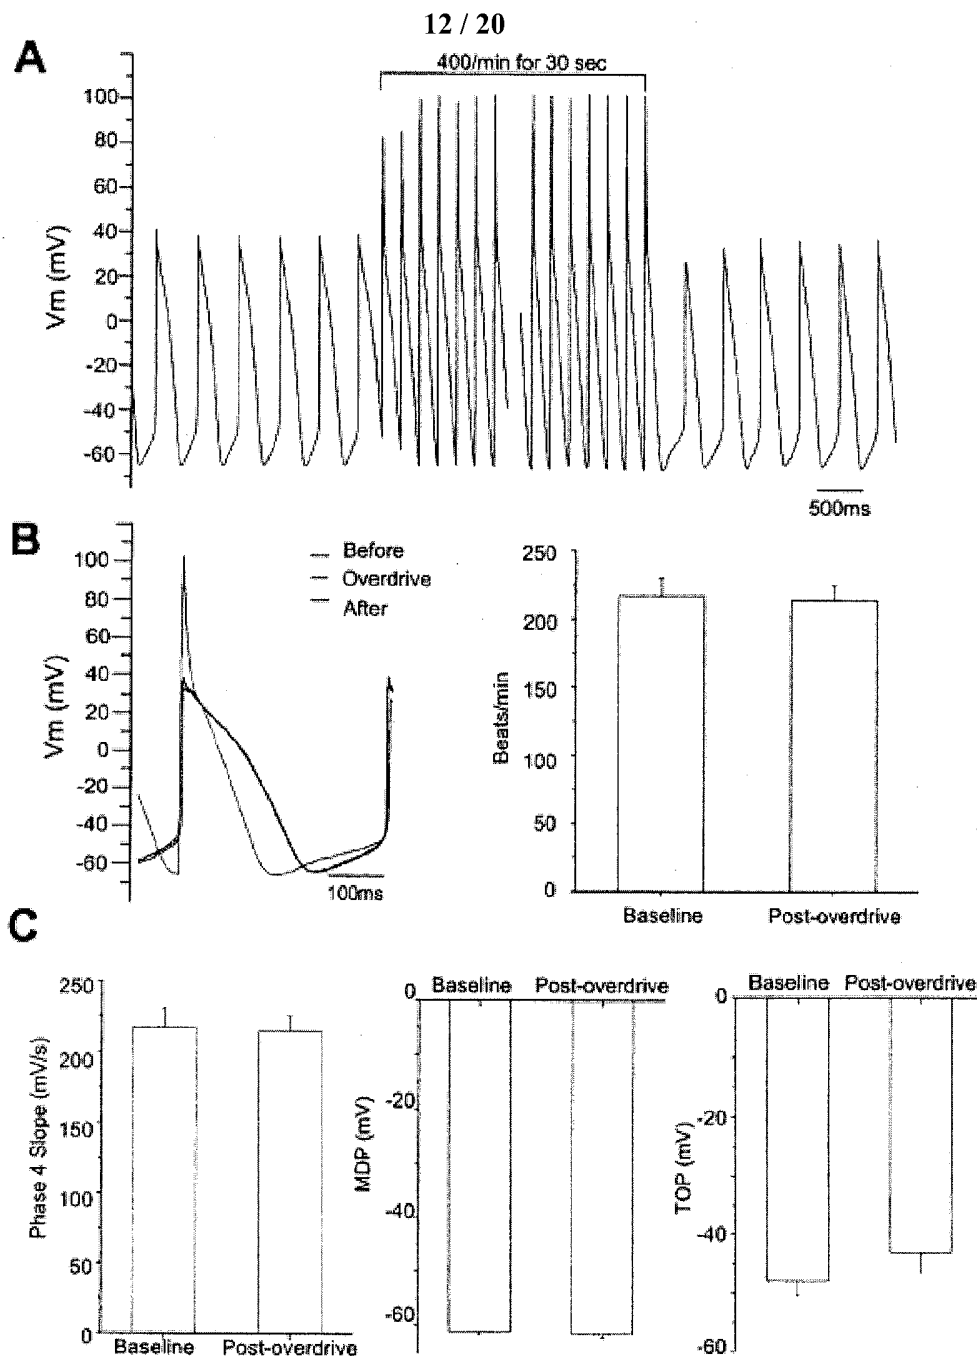 12 / 20
A
400/min for 30 sec
Vm (mV)
100
80
60
40
20
0
-20
-40
-60
500ms
B
Vm (mV)
100
80
60
40
20
0
-20
-40
-60
Before
Overdrive
After
100ms
Beats/min
250
200
150
100
50
0
Baseline
Post-overdrive
C
Phase 4 Slope (mV/s)
250
200
150
100
50
0
Baseline
Post-overdrive
MDP (mV)
0
-20
-40
-60
Baseline
Post-overdrive
TOP (mV)
0
-20
-40
-60
Baseline
Post-overdrive